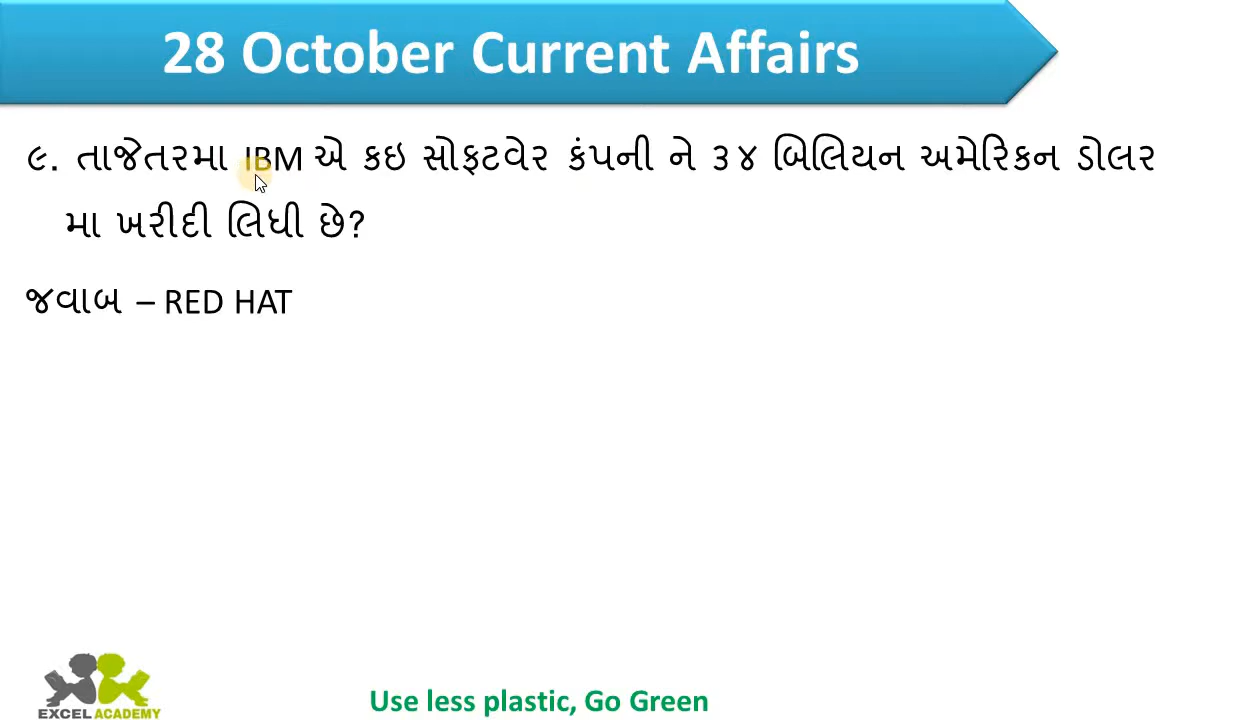 28 October Current Affairs
૯. તાજેતરમા IBM એ કઇ સોફટવેર કંપની ને ૩૪ બિલિયન અમેરિકન ડોલર
મા ખરીદી લિધી છે?
જવાબ – RED HAT
EXCEL ACADEMY
Use less plastic, Go Green